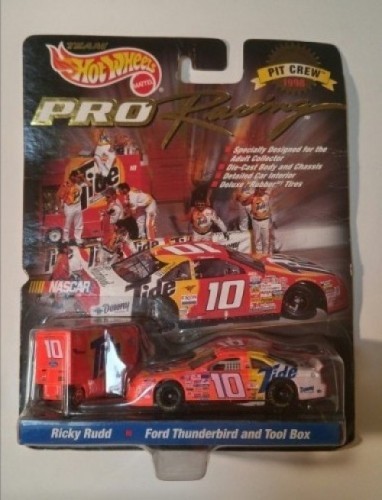 TEAM
Hot Wheels
MATTEL
PIT CREW
1998
PRO Racing
Specially Designed for the
Adult Collector
Die-Cast Body and Chassis
Detailed Car Interior
Deluxe "Rubber" Tires
Tide
NASCAR
Tide
10
Downy
10
10
Tide
Ricky Rudd Ford Thunderbird and Tool Box